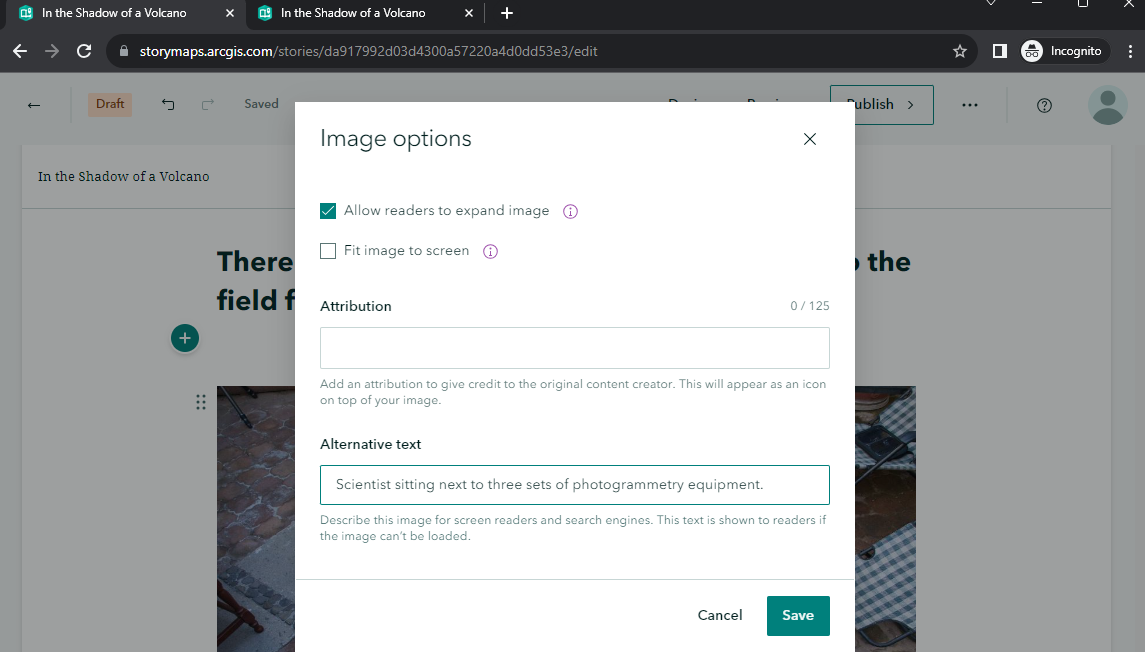 In the Shadow of a Volcano
In the Shadow of a Volcano
storymaps.arcgis.com/stories/da917992d03d4300a57220a4d0dd53e3/edit
Incognito
Draft
Saved
Publish
Image options
In the Shadow of a Volcano
Allow readers to expand image
Fit image to screen
There
the
field
Attribution
0 / 125
Add an attribution to give credit to the original content creator. This will appear as an icon
on top of your image.
Alternative text
Scientist sitting next to three sets of photogrammetry equipment.
Describe this image for screen readers and search engines. This text is shown to readers if
the image can't be loaded.
Cancel
Save